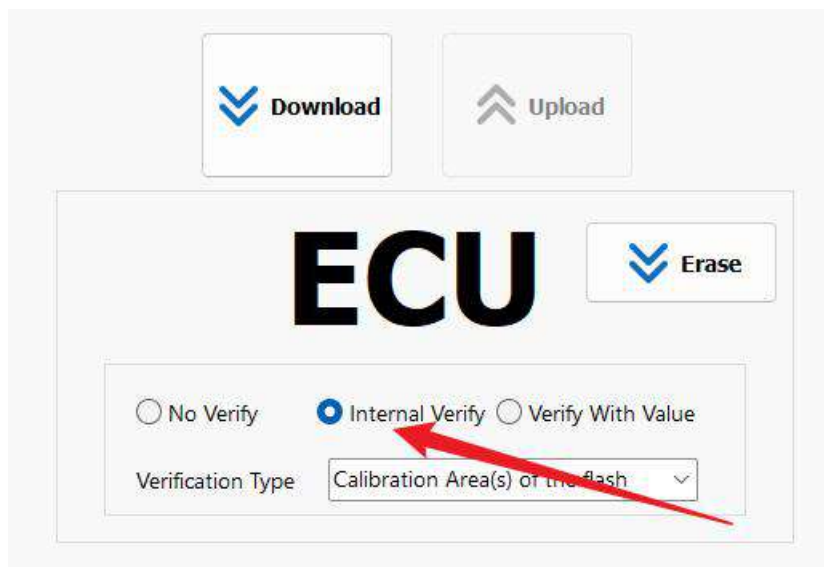 Download
Upload
ECU
Erase
No Verify
Internal Verify
Verify With Value
Verification Type
Calibration Area(s) of the flash